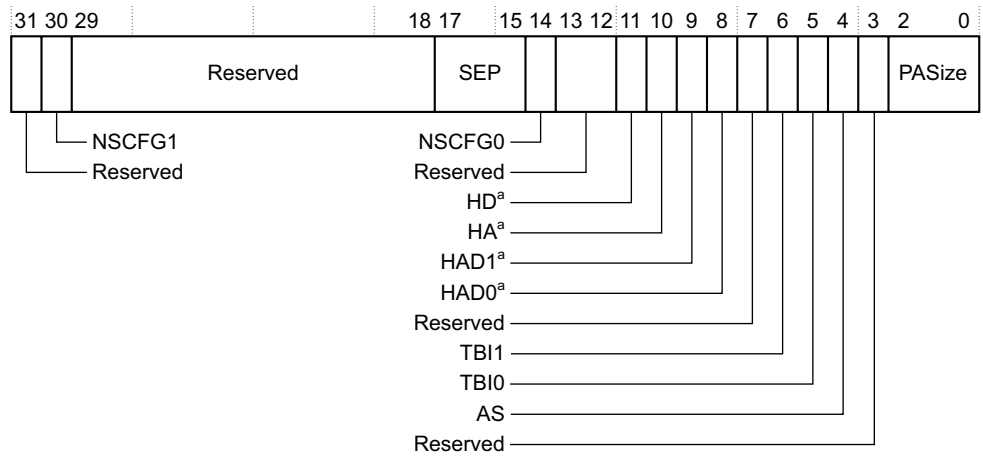 31 30 29 18 17 15 14 13 12 11 10 9 8 7 6 5 4 3 2 0
Reserved SEP PASize
NSCFG1 NSCFG0
Reserved Reserved
HDᵃ
HAᵃ
HAD1ᵃ
HAD0ᵃ
Reserved
TBI1
TBI0
AS
Reserved